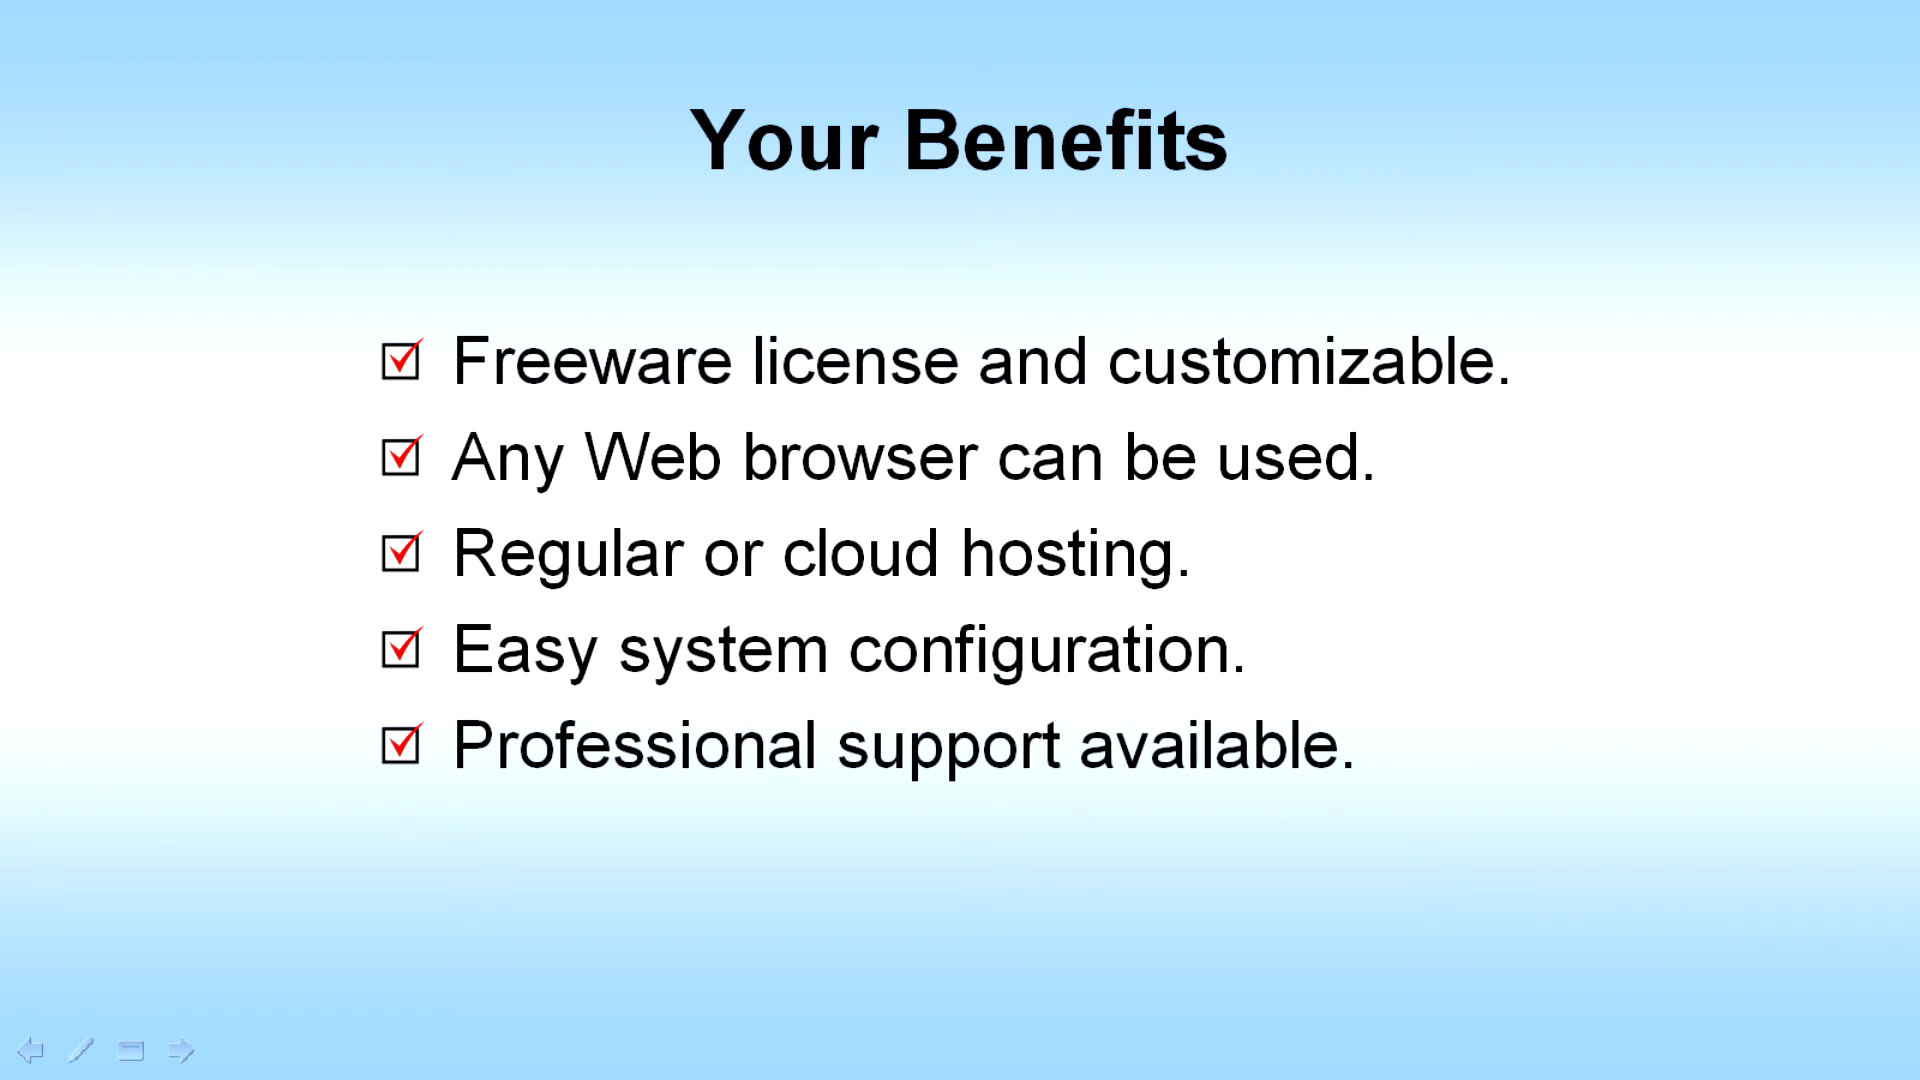 Your Benefits
Freeware license and customizable.
Any Web browser can be used.
Regular or cloud hosting.
Easy system configuration.
Professional support available.